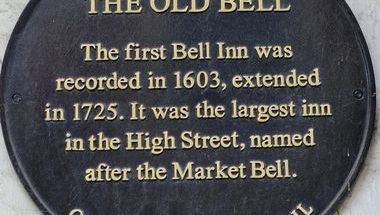 THE OLD BELL
The first Bell Inn was
recorded in 1603, extended
in 1725. It was the largest inn
in the High Street, named
after the Market Bell.